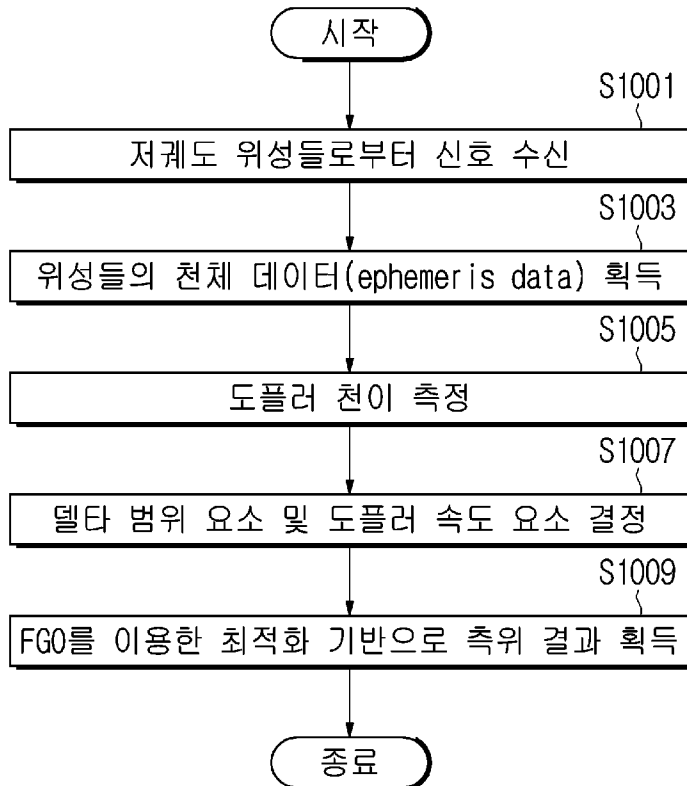 시작
S1001
저궤도 위성들로부터 신호 수신
S1003
위성들의 천체 데이터(ephemeris data) 획득
S1005
도플러 천이 측정
S1007
델타 범위 요소 및 도플러 속도 요소 결정
S1009
FGO를 이용한 최적화 기반으로 측위 결과 획득
종료